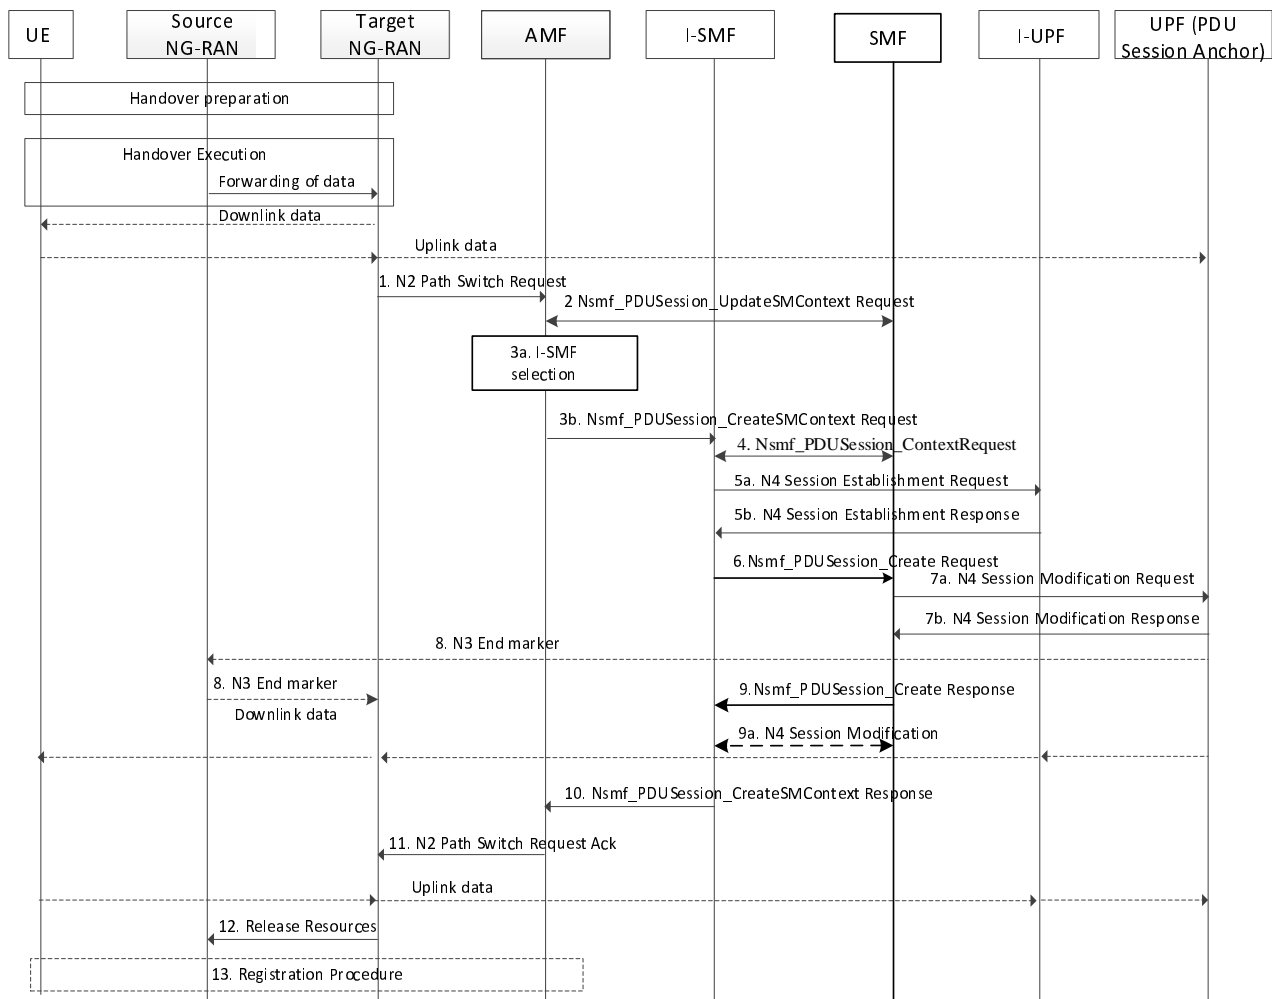 UE
Source
NG-RAN
Target
NG-RAN
AMF
I-SMF
SMF
I-UPF
UPF (PDU
Session Anchor)
Handover preparation
Handover Execution
Forwarding of data
Downlink data
Uplink data
1. N2 Path Switch Request
2 Nsmf_PDUSession_UpdateSMContext Request
3a. I-SMF
selection
3b. Nsmf_PDUSession_CreateSMContext Request
4. Nsmf_PDUSession_ContextRequest
5a. N4 Session Establishment Request
5b. N4 Session Establishment Response
6.Nsmf_PDUSession_Create Request
7a. N4 Session Modification Request
7b. N4 Session Modification Response
8. N3 End marker
8. N3 End marker
9.Nsmf_PDUSession_Create Response
Downlink data
9a. N4 Session Modification
10. Nsmf_PDUSession_CreateSMContext Response
11. N2 Path Switch Request Ack
Uplink data
12. Release Resources
13. Registration Procedure